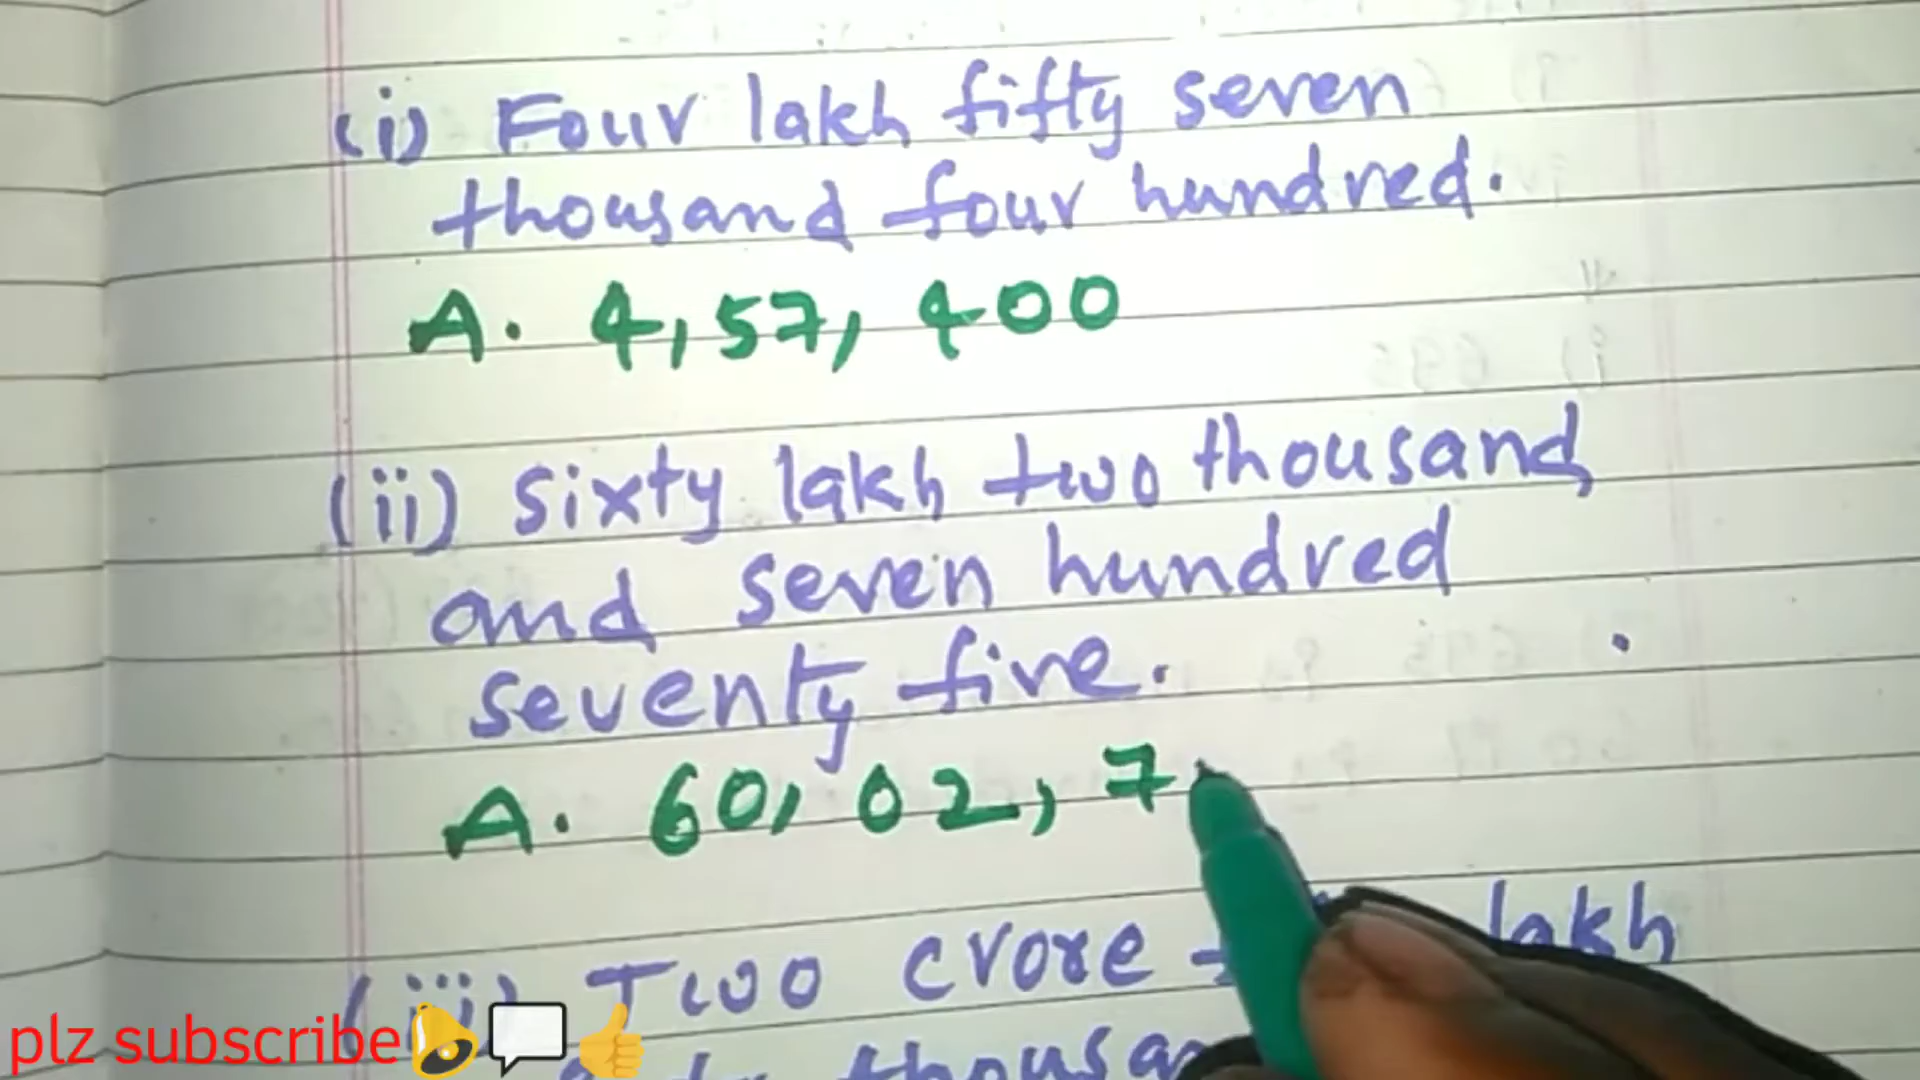 (i) Four lakh fifty seven
thousand four hundred.
A. 4,57,400
(ii) Sixty lakh two thousand
and seven hundred
seventy five.
A. 60,02,7
(iii) Two crore lakh
plz subscribe